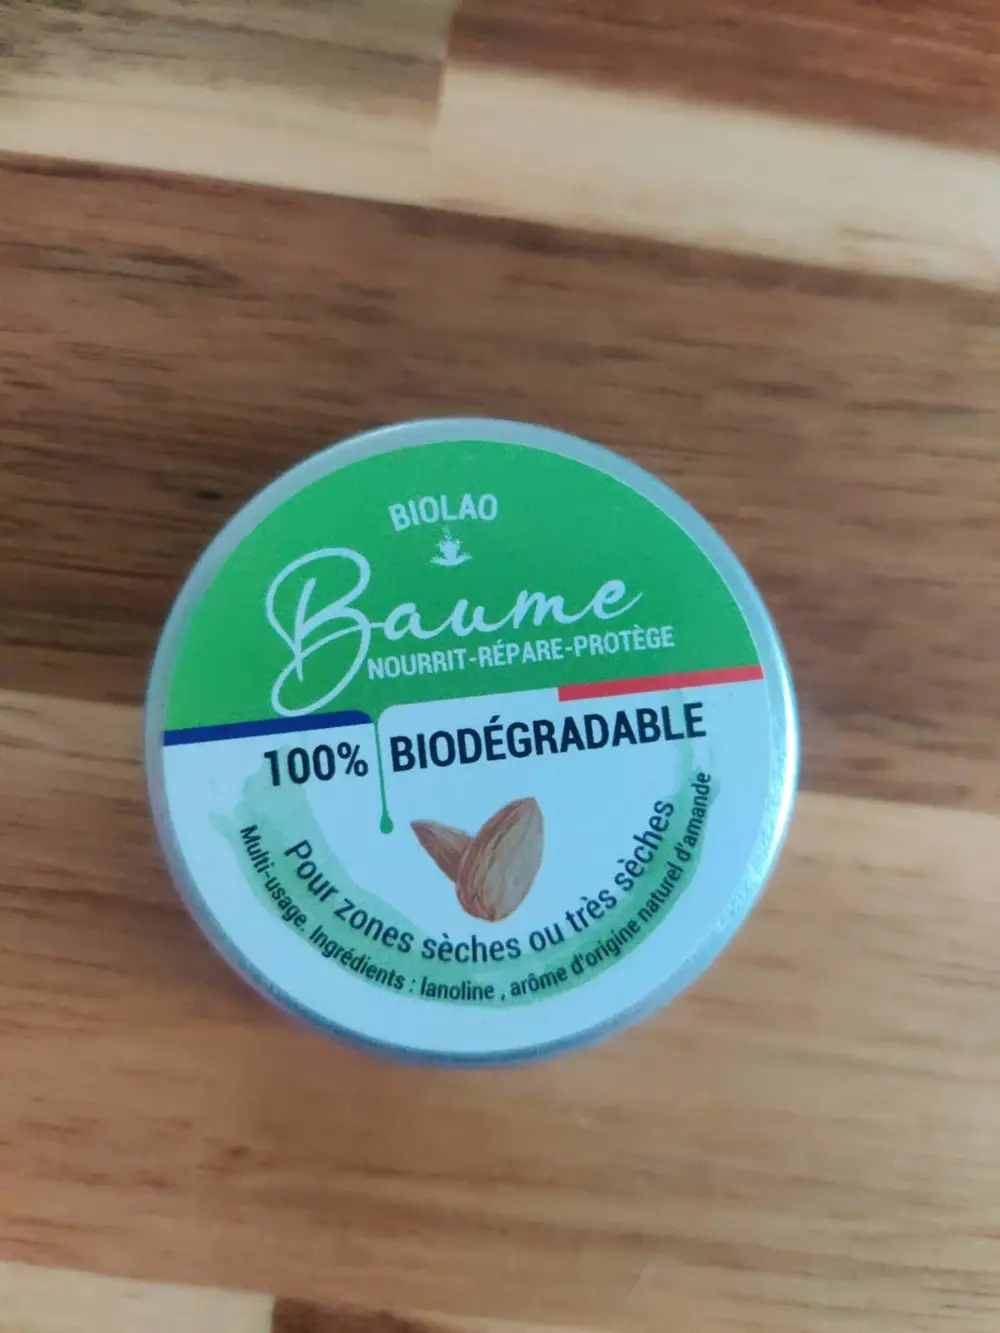 BIOLAO
Baume
NOURRIT-RÉPARE-PROTÈGE
100% BIODÉGRADABLE
Pour zones sèches ou très sèches
Multi-usage. Ingrédients : lanoline , arôme d'origine naturel d'amande